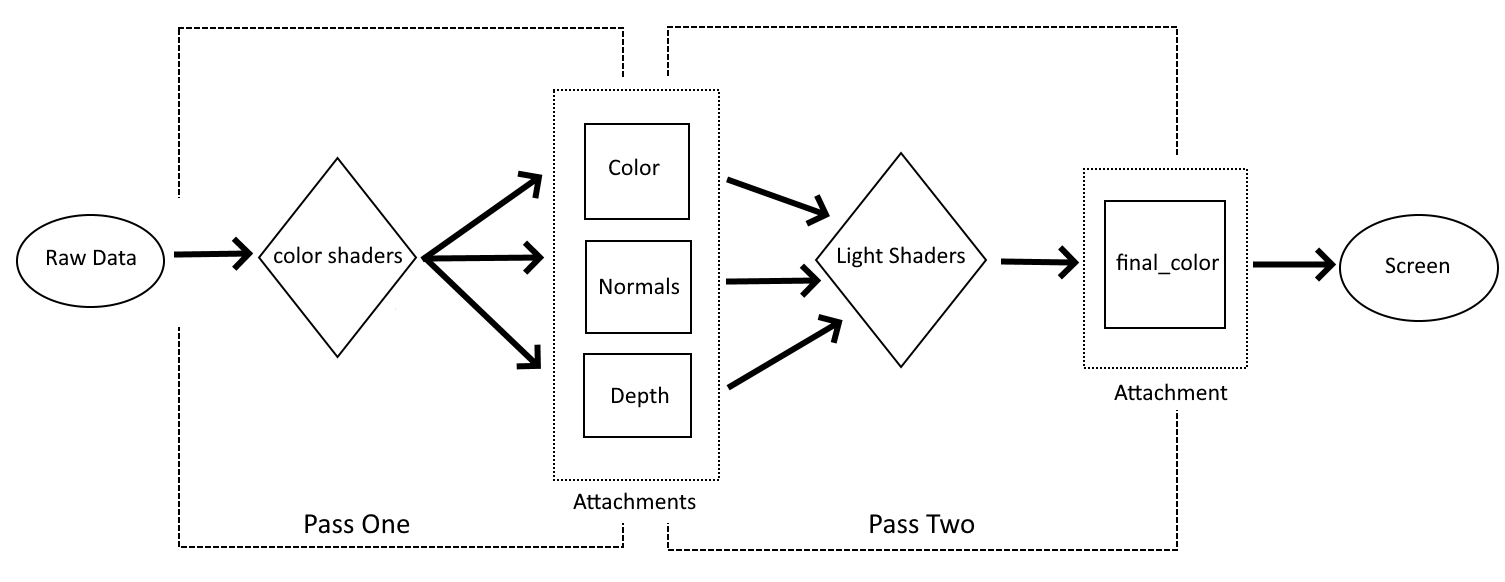 Raw Data
color shaders
Color
Normals
Depth
Attachments
Pass One
Light Shaders
final_color
Attachment
Pass Two
Screen